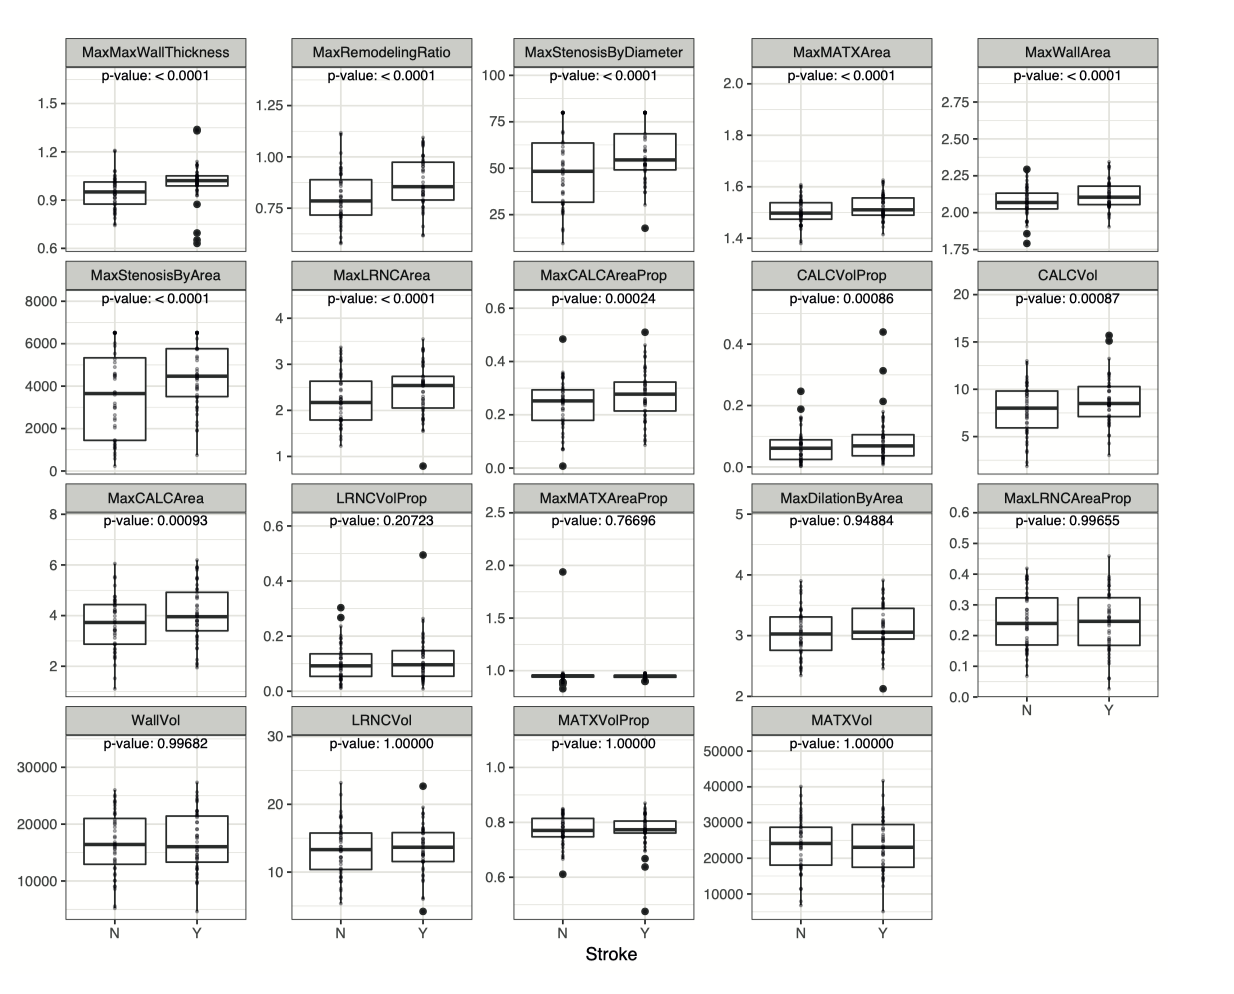 MaxMaxWallThickness
p-value: < 0.0001
1.5
1.2
0.9
0.6
MaxRemodelingRatio
p-value: < 0.0001
1.25
1.00
0.75
MaxStenosisByDiameter
p-value: < 0.0001
100
75
50
25
MaxMATXArea
p-value: < 0.0001
2.0
1.8
1.6
1.4
MaxWallArea
p-value: < 0.0001
2.75
2.50
2.25
2.00
1.75
MaxStenosisByArea
p-value: < 0.0001
8000
6000
4000
2000
0
MaxLRNCArea
p-value: < 0.0001
4
3
2
1
MaxCALCAreaProp
p-value: 0.00024
0.6
0.4
0.2
0.0
CALCVolProp
p-value: 0.00086
0.4
0.2
0.0
CALCVol
p-value: 0.00087
20
15
10
5
MaxCALCArea
p-value: 0.00093
8
6
4
2
LRNCVolProp
p-value: 0.20723
0.6
0.4
0.2
0.0
MaxMATXAreaProp
p-value: 0.76696
2.5
2.0
1.5
1.0
MaxDilationByArea
p-value: 0.94884
5
4
3
2
MaxLRNCAreaProp
p-value: 0.99655
0.6
0.5
0.4
0.3
0.2
0.1
0.0
N Y
WallVol
p-value: 0.99682
30000
20000
10000
N Y
LRNCVol
p-value: 1.00000
30
20
10
N Y
MATXVolProp
p-value: 1.00000
1.0
0.8
0.6
N Y
MATXVol
p-value: 1.00000
50000
40000
30000
20000
10000
N Y
Stroke